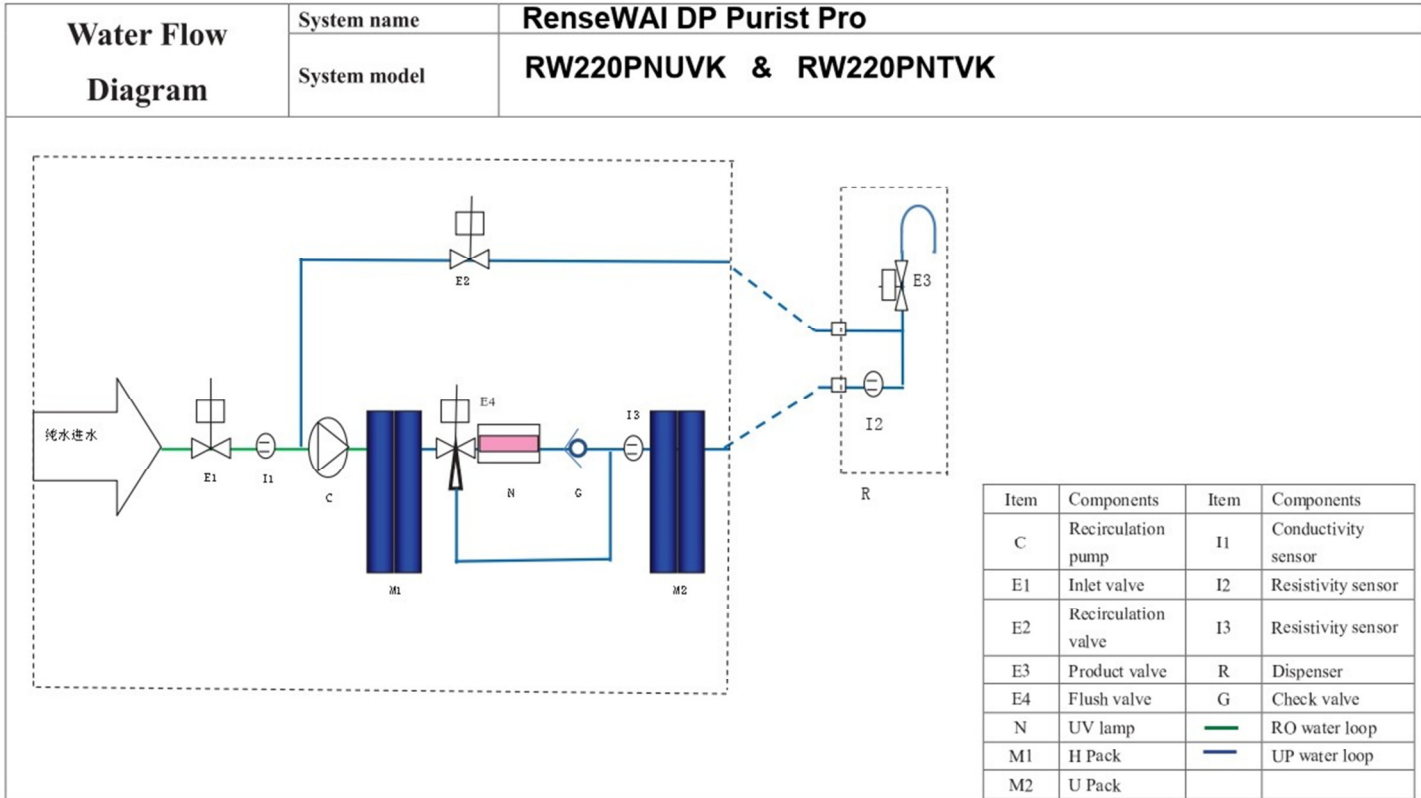 Water Flow
Diagram
System name
RenseWAI DP Purist Pro
System model
RW220PNUVK & RW220PNTVK
E2
E3
I2
R
纯水进水
E1
I1
C
M1
E4
N
G
I3
M2
Item Components Item Components
C Recirculation pump I1 Conductivity sensor
E1 Inlet valve I2 Resistivity sensor
E2 Recirculation valve I3 Resistivity sensor
E3 Product valve R Dispenser
E4 Flush valve G Check valve
N UV lamp RO water loop
M1 H Pack UP water loop
M2 U Pack